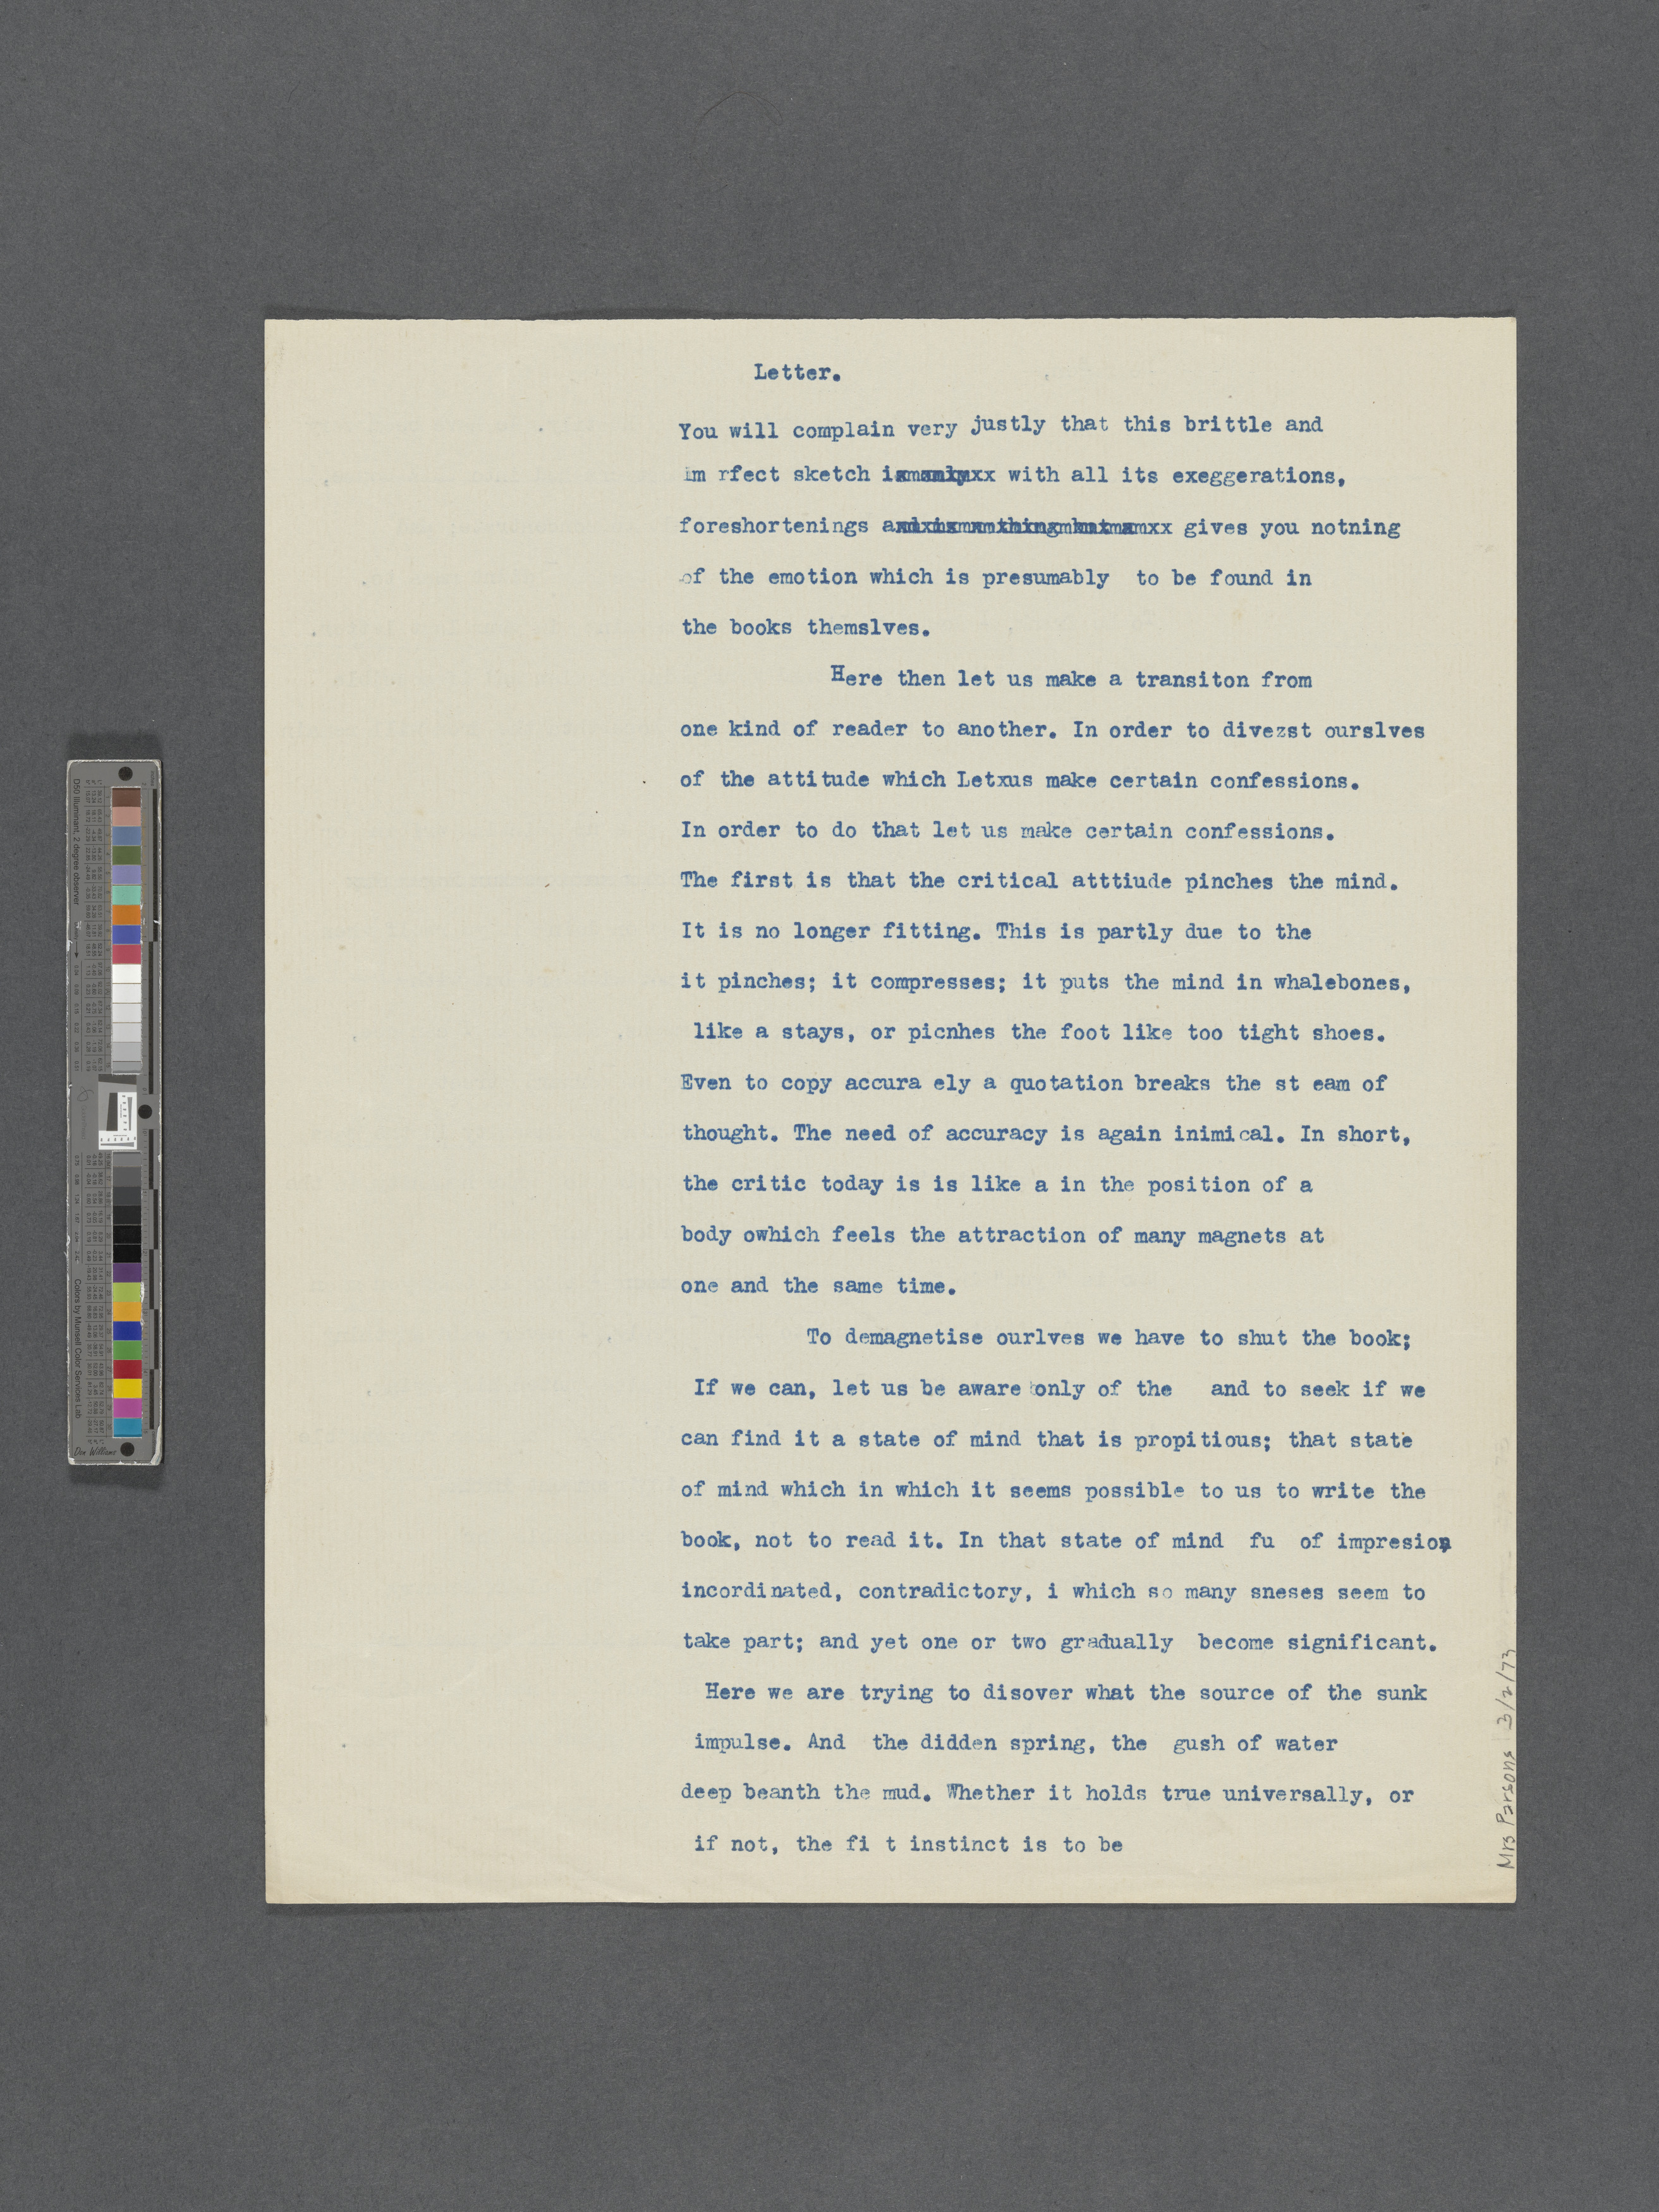 Letter.
You will complain very justly that this brittle and
im rfect sketch with all its exeggerations,
foreshortenings gives you notning
of the emotion which is presumably to be found in
the books themslves.
Here then let us make a transiton from
one kind of reader to another. In order to divezst ourslves
of the attitude which Letxus make certain confessions.
In order to do that let us make certain confessions.
The first is that the critical atttiude pinches the mind.
It is no longer fitting. This is partly due to the
it pinches; it compresses; it puts the mind in whalebones,
like a stays, or picnhes the foot like too tight shoes.
Even to copy accura ely a quotation breaks the st eam of
thought. The need of accuracy is again inimical. In short,
the critic today is is like a in the position of a
body owhich feels the attraction of many magnets at
one and the same time.
To demagnetise ourlves we have to shut the book;
If we can, let us be aware only of the and to seek if we
can find it a state of mind that is propitious; that state
of mind which in which it seems possible to us to write the
book, not to read it. In that state of mind fu of impresion,
incordinated, contradictory, i which so many sneses seem to
take part; and yet one or two gradually become significant.
Here we are trying to disover what the source of the sunk
impulse. And the didden spring, the gush of water
deep beanth the mud. Whether it holds true universally, or
if not, the fi t instinct is to be
Mrs Parsons 3/2/73
D50 Illuminant, 2 degree observer
Colors by Munsell Color Services Lab
Don Williams